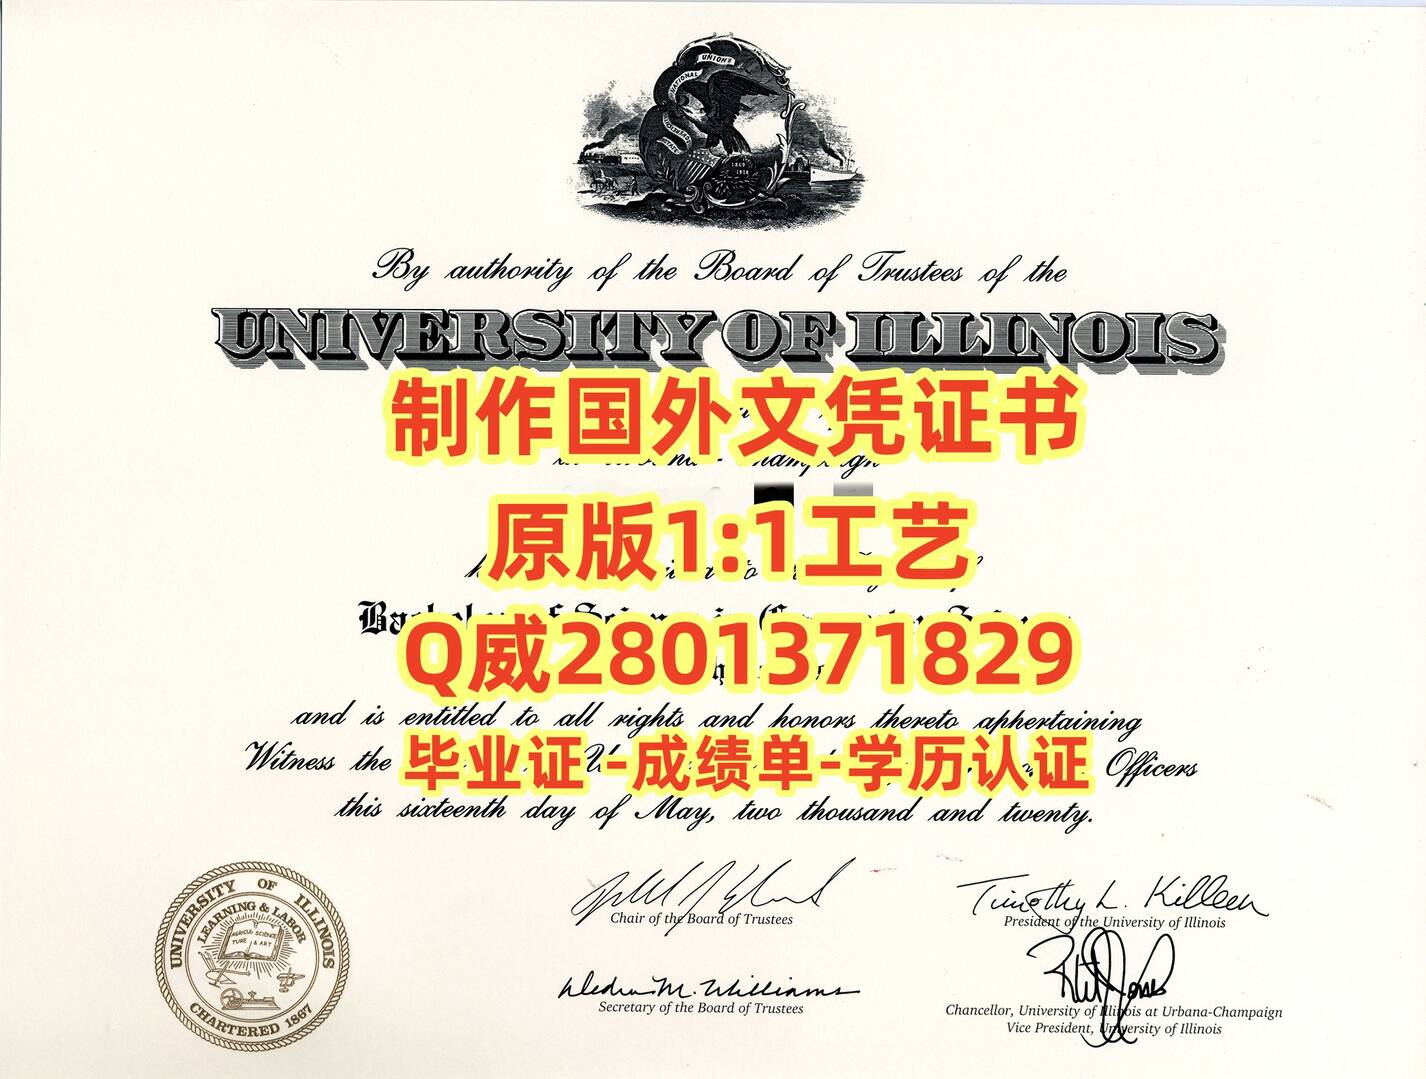 NATIONAL UNION
By authority of the Board of Trustees of the
UNIVERSITY OF ILLINOIS
制作国外文凭证书
原版1:1工艺
Q威2801371829
and is entitled to all rights and honors thereto appertaining
Witness the Officers
毕业证-成绩单-学历认证
this sixteenth day of May, two thousand and twenty.
Chair of the Board of Trustees
Timothy L. Killeen
President of the University of Illinois
Secretary of the Board of Trustees
Chancellor, University of Illinois at Urbana-Champaign
Vice President, University of Illinois
UNIVERSITY OF ILLINOIS
LEARNING & LABOR
AGRICUL SCIENCE
TURE & ART
CHARTERED 1867